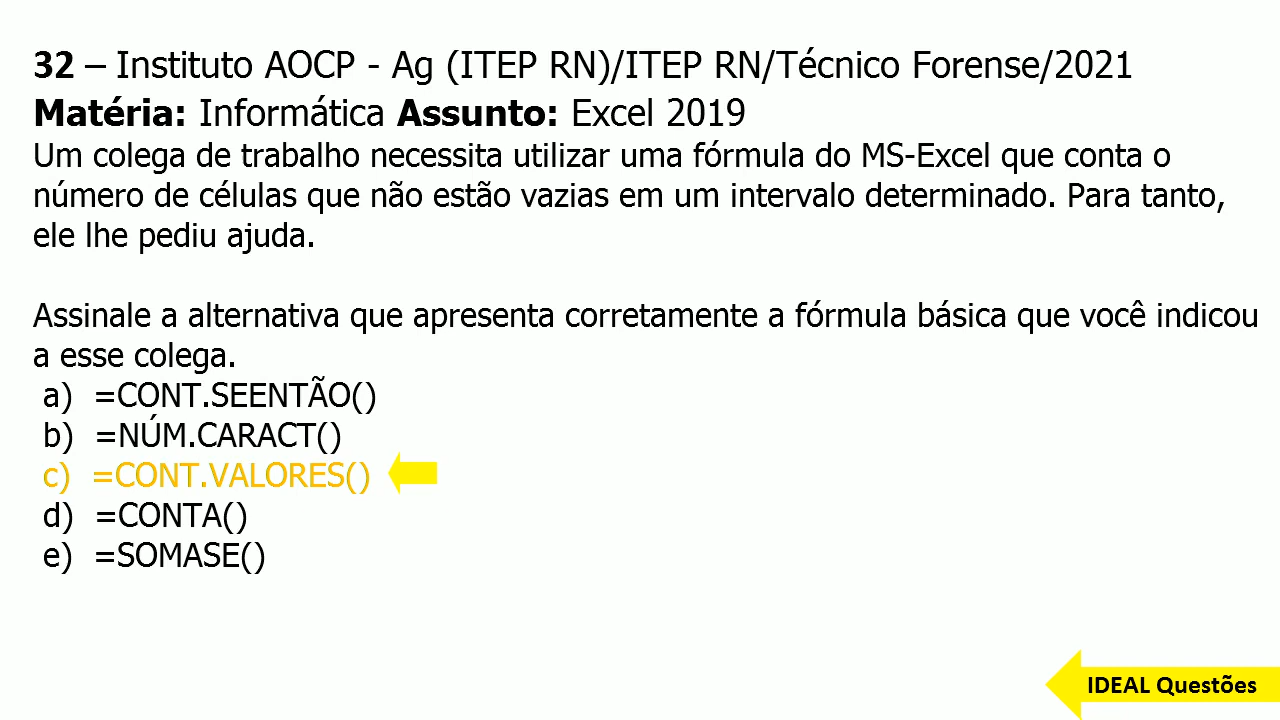 32 – Instituto AOCP - Ag (ITEP RN)/ITEP RN/Técnico Forense/2021
Matéria: Informática Assunto: Excel 2019
Um colega de trabalho necessita utilizar uma fórmula do MS-Excel que conta o
número de células que não estão vazias em um intervalo determinado. Para tanto,
ele lhe pediu ajuda.
Assinale a alternativa que apresenta corretamente a fórmula básica que você indicou
a esse colega.
a) =CONT.SEENTÃO()
b) =NÚM.CARACT()
c) =CONT.VALORES()
d) =CONTA()
e) =SOMASE()
IDEAL Questões